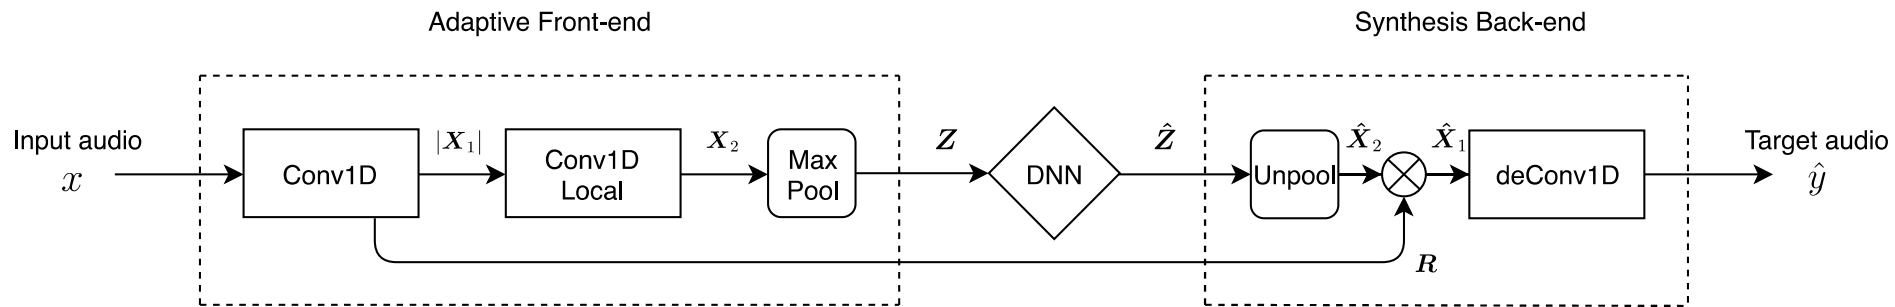 Adaptive Front-end
Synthesis Back-end
Input audio
x
Conv1D
|X₁|
Conv1D
Local
X₂
Max
Pool
Z
DNN
Ẑ
Unpool
X̂₂
X̂₁
deConv1D
Target audio
ŷ
R